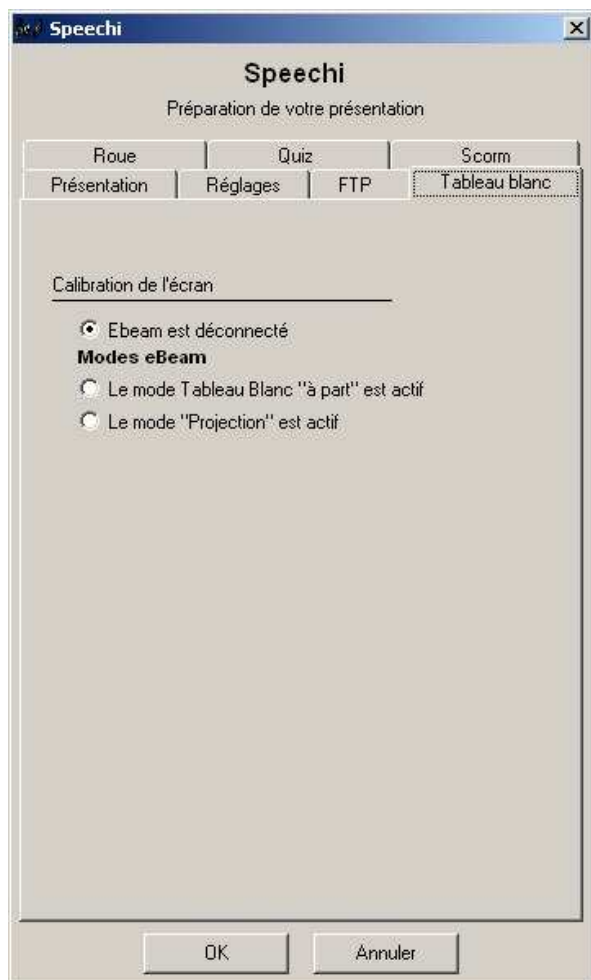 Speechi
Speechi
Préparation de votre présentation
Roue Quiz Scorm
Présentation Réglages FTP Tableau blanc
Calibration de l'écran
Ebeam est déconnecté
Modes eBeam
Le mode Tableau Blanc "à part" est actif
Le mode "Projection" est actif
OK Annuler